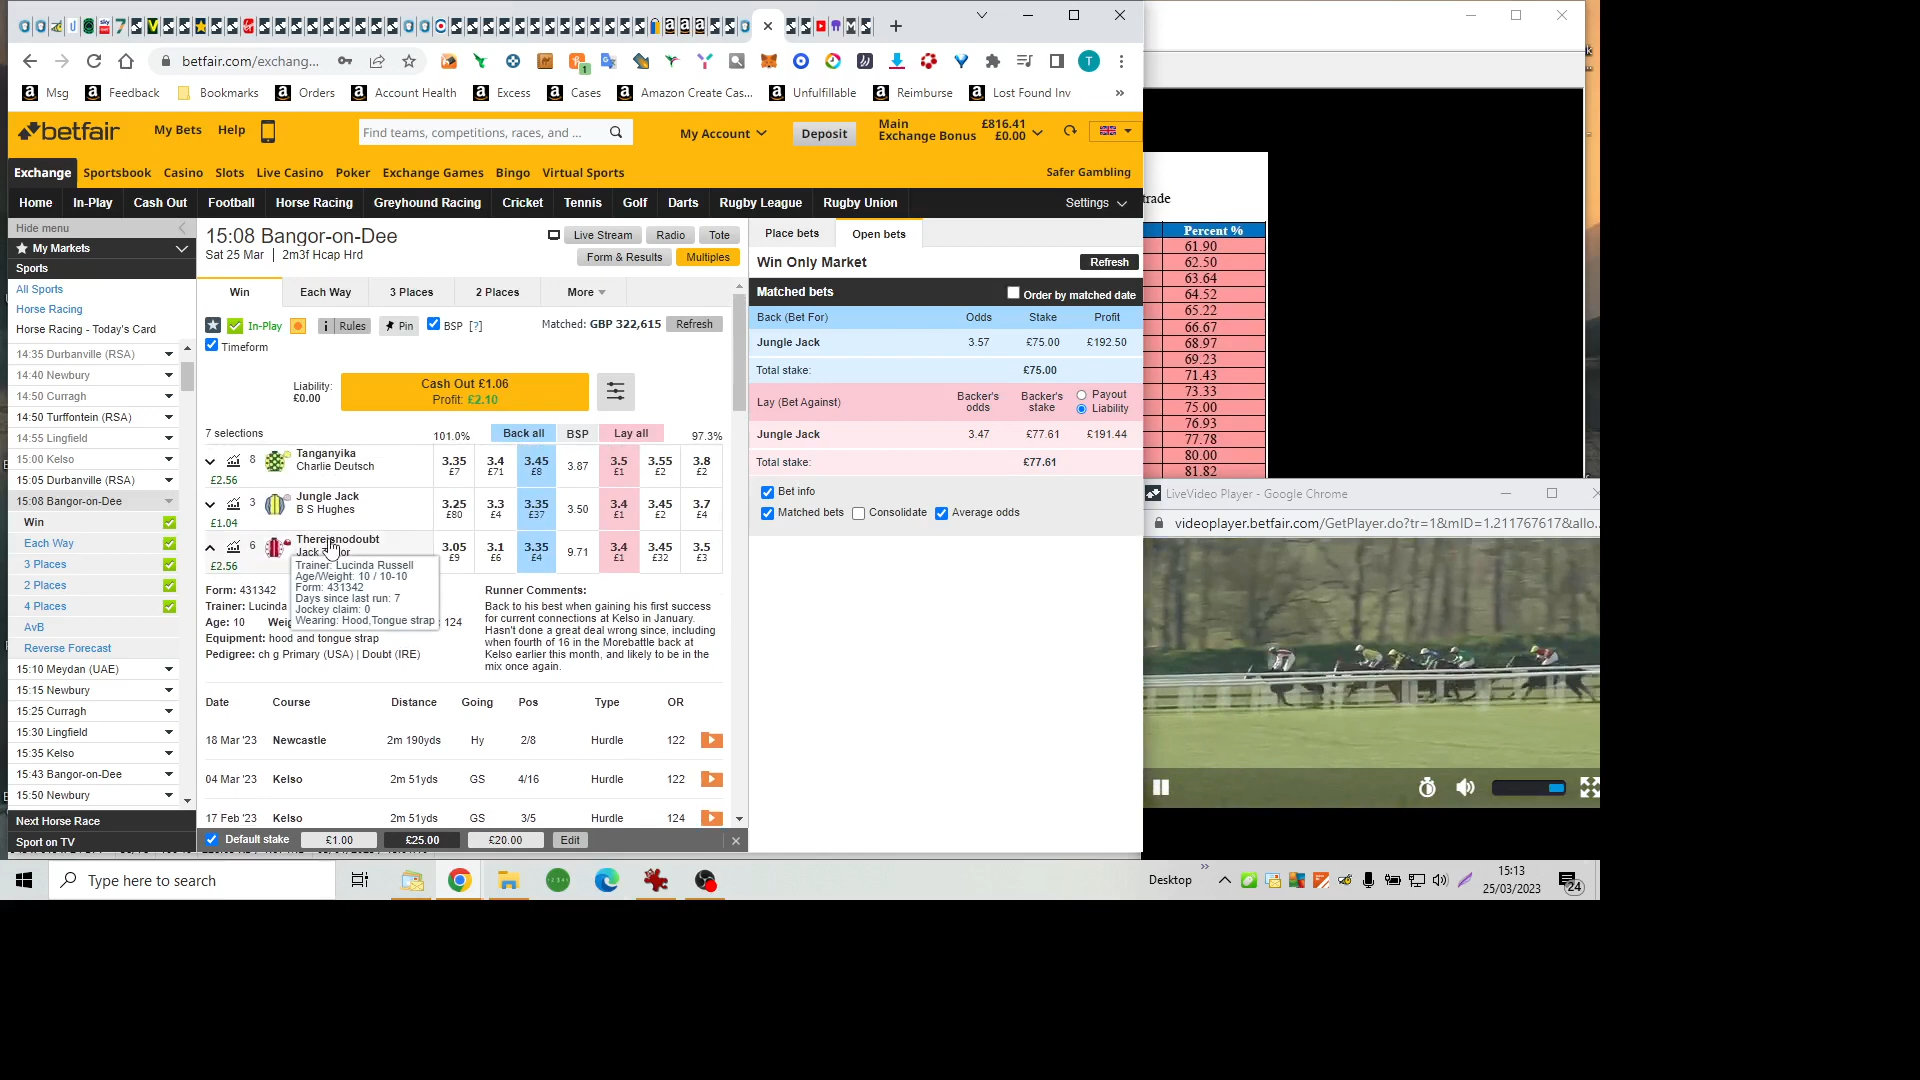 betfair.com/exchang...
Msg Feedback Bookmarks Orders Account Health Excess Cases Amazon Create Cas... Unfulfillable Reimburse Lost Found Inv »
betfair My Bets Help Find teams, competitions, races, and ... My Account Deposit Main £816.41
Exchange Bonus £0.00
Exchange Sportsbook Casino Slots Live Casino Poker Exchange Games Bingo Virtual Sports Safer Gambling
Home In-Play Cash Out Football Horse Racing Greyhound Racing Cricket Tennis Golf Darts Rugby League Rugby Union Settings
Hide menu
My Markets
Sports
All Sports
Horse Racing
Horse Racing - Today's Card
14:35 Durbanville (RSA)
14:40 Newbury
14:50 Curragh
14:50 Turffontein (RSA)
14:55 Lingfield
15:00 Kelso
15:05 Durbanville (RSA)
15:08 Bangor-on-Dee
Win
Each Way
3 Places
2 Places
4 Places
AvB
Reverse Forecast
15:10 Meydan (UAE)
15:15 Newbury
15:25 Curragh
15:30 Lingfield
15:35 Kelso
15:43 Bangor-on-Dee
15:50 Newbury
Next Horse Race
Sport on TV
15:08 Bangor-on-Dee Live Stream Radio Tote
Sat 25 Mar | 2m3f Hcap Hrd Form & Results Multiples
Win Each Way 3 Places 2 Places More
In-Play Rules Pin BSP [?] Matched: GBP 322,615 Refresh
Timeform
Liability: £0.00
Cash Out £1.06
Profit: £2.10
7 selections 101.0% Back all BSP Lay all 97.3%
8 Tanganyika 3.35 3.4 3.45 3.87 3.5 3.55 3.8
Charlie Deutsch £7 £71 £8 £1 £2 £2
£2.56
3 Jungle Jack 3.25 3.3 3.35 3.50 3.4 3.45 3.7
B S Hughes £80 £4 £37 £1 £2 £4
£1.04
6 Thereisnodoubt 3.05 3.1 3.35 9.71 3.4 3.45 3.5
Jack £9 £6 £4 £1 £32 £3
£2.56
Trainer: Lucinda Russell
Age/Weight: 10 / 10-10
Form: 431342
Days since last run: 7
Jockey claim: 0
Wearing: Hood,Tongue strap
Form: 431342
Trainer: Lucinda
Age: 10 124
Equipment: hood and tongue strap
Pedigree: ch g Primary (USA) | Doubt (IRE)
Runner Comments:
Back to his best when gaining his first success
for current connections at Kelso in January.
Hasn't done a great deal wrong since, including
when fourth of 16 in the Morebattle back at
Kelso earlier this month, and likely to be in the
mix once again.
Date Course Distance Going Pos Type OR
18 Mar '23 Newcastle 2m 190yds Hy 2/8 Hurdle 122
04 Mar '23 Kelso 2m 51yds GS 4/16 Hurdle 122
17 Feb '23 Kelso 2m 51yds GS 3/5 Hurdle 124
Default stake £1.00 £25.00 £20.00 Edit
Place bets Open bets
Win Only Market Refresh
Matched bets Order by matched date
Back (Bet For) Odds Stake Profit
Jungle Jack 3.57 £75.00 £192.50
Total stake: £75.00
Lay (Bet Against) Backer's odds Backer's stake Payout Liability
Jungle Jack 3.47 £77.61 £191.44
Total stake: £77.61
Bet info
Matched bets Consolidate Average odds
trade
Percent %
61.90
62.50
63.64
64.52
65.22
66.67
68.97
69.23
71.43
73.33
75.00
76.93
77.78
80.00
81.82
LiveVideo Player - Google Chrome
videoplayer.betfair.com/GetPlayer.do?tr=1&mID=1.211767617&allo...
Type here to search
Desktop
15:13
25/03/2023
24